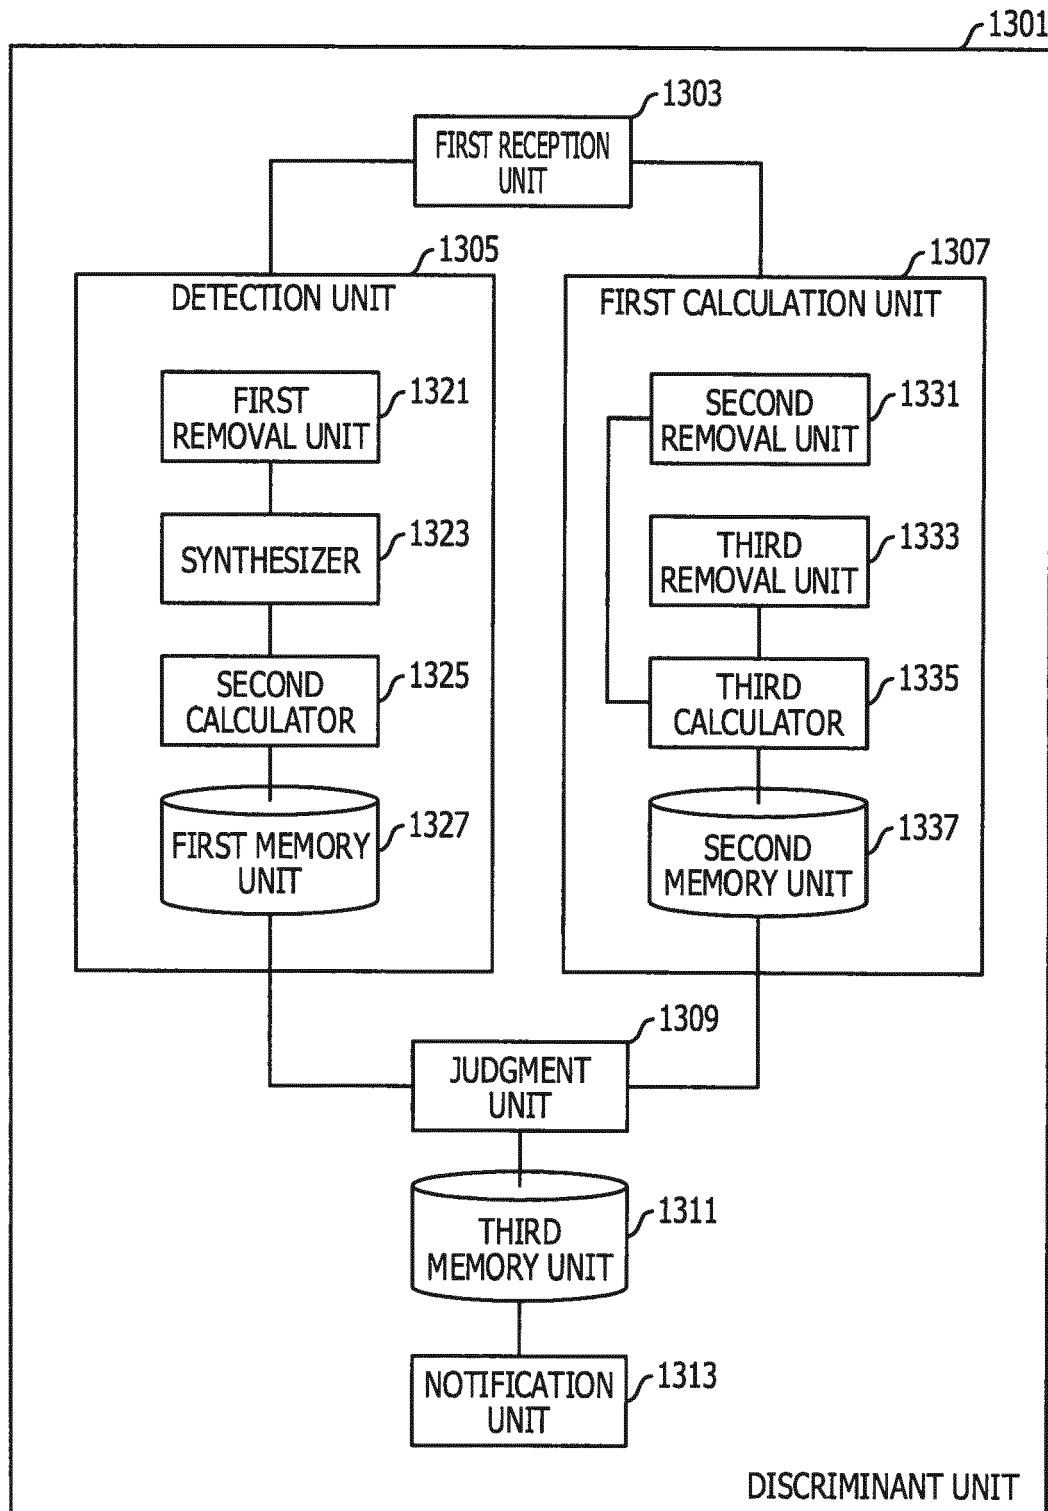 1301
1303
FIRST RECEPTION
UNIT
1305
DETECTION UNIT
1307
FIRST CALCULATION UNIT
1321
FIRST
REMOVAL UNIT
1323
SYNTHESIZER
1325
SECOND
CALCULATOR
1327
FIRST MEMORY
UNIT
1331
SECOND
REMOVAL UNIT
1333
THIRD
REMOVAL UNIT
1335
THIRD
CALCULATOR
1337
SECOND
MEMORY UNIT
1309
JUDGMENT
UNIT
1311
THIRD
MEMORY UNIT
1313
NOTIFICATION
UNIT
DISCRIMINANT UNIT